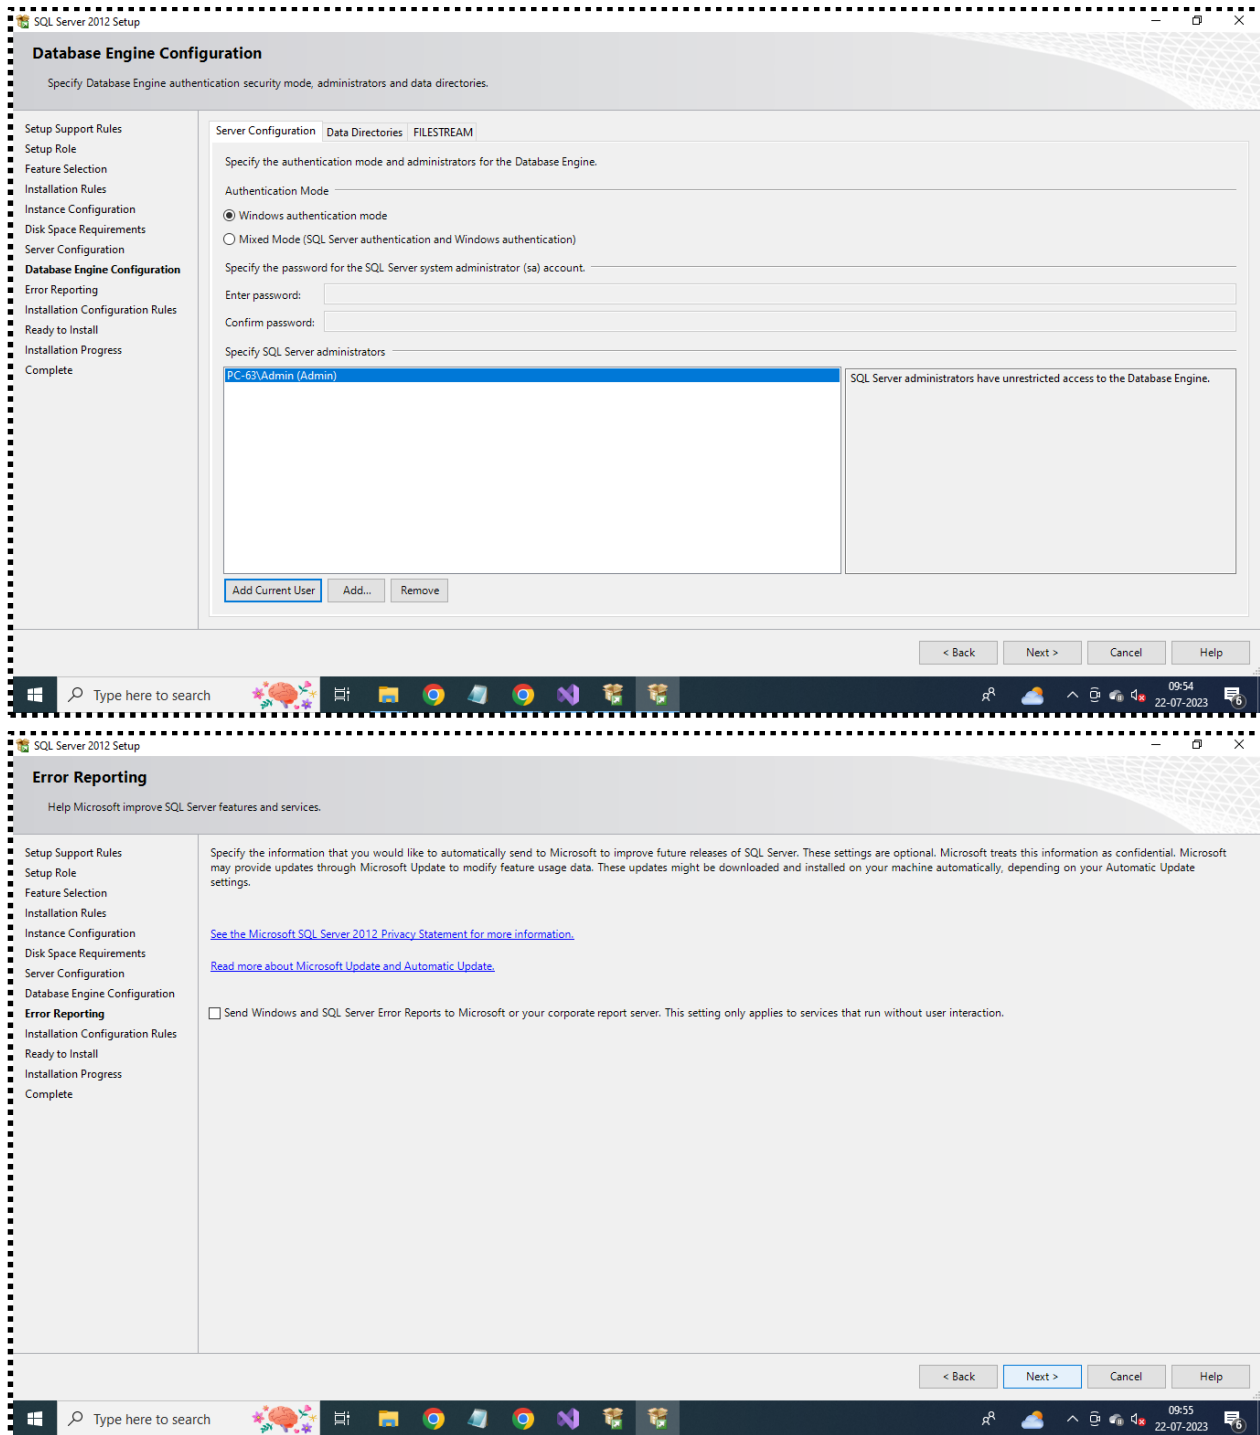 SQL Server 2012 Setup
Database Engine Configuration
Specify Database Engine authentication security mode, administrators and data directories.
Setup Support Rules
Setup Role
Feature Selection
Installation Rules
Instance Configuration
Disk Space Requirements
Server Configuration
Database Engine Configuration
Error Reporting
Installation Configuration Rules
Ready to Install
Installation Progress
Complete
Server Configuration Data Directories FILESTREAM
Specify the authentication mode and administrators for the Database Engine.
Authentication Mode
Windows authentication mode
Mixed Mode (SQL Server authentication and Windows authentication)
Specify the password for the SQL Server system administrator (sa) account.
Enter password:
Confirm password:
Specify SQL Server administrators
PC-63\Admin (Admin)
SQL Server administrators have unrestricted access to the Database Engine.
Add Current User Add... Remove
< Back Next > Cancel Help
Type here to search
09:54
22-07-2023
6
SQL Server 2012 Setup
Error Reporting
Help Microsoft improve SQL Server features and services.
Setup Support Rules
Setup Role
Feature Selection
Installation Rules
Instance Configuration
Disk Space Requirements
Server Configuration
Database Engine Configuration
Error Reporting
Installation Configuration Rules
Ready to Install
Installation Progress
Complete
Specify the information that you would like to automatically send to Microsoft to improve future releases of SQL Server. These settings are optional. Microsoft treats this information as confidential. Microsoft
may provide updates through Microsoft Update to modify feature usage data. These updates might be downloaded and installed on your machine automatically, depending on your Automatic Update
settings.
See the Microsoft SQL Server 2012 Privacy Statement for more information.
Read more about Microsoft Update and Automatic Update.
Send Windows and SQL Server Error Reports to Microsoft or your corporate report server. This setting only applies to services that run without user interaction.
< Back Next > Cancel Help
Type here to search
09:55
22-07-2023
6